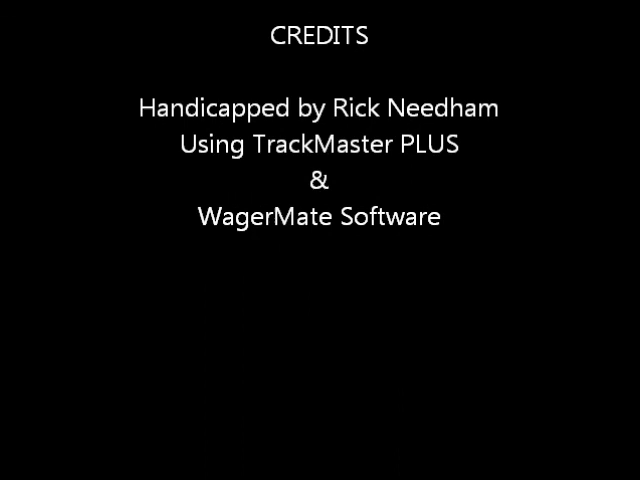 CREDITS
Handicapped by Rick Needham
Using TrackMaster PLUS
&
WagerMate Software